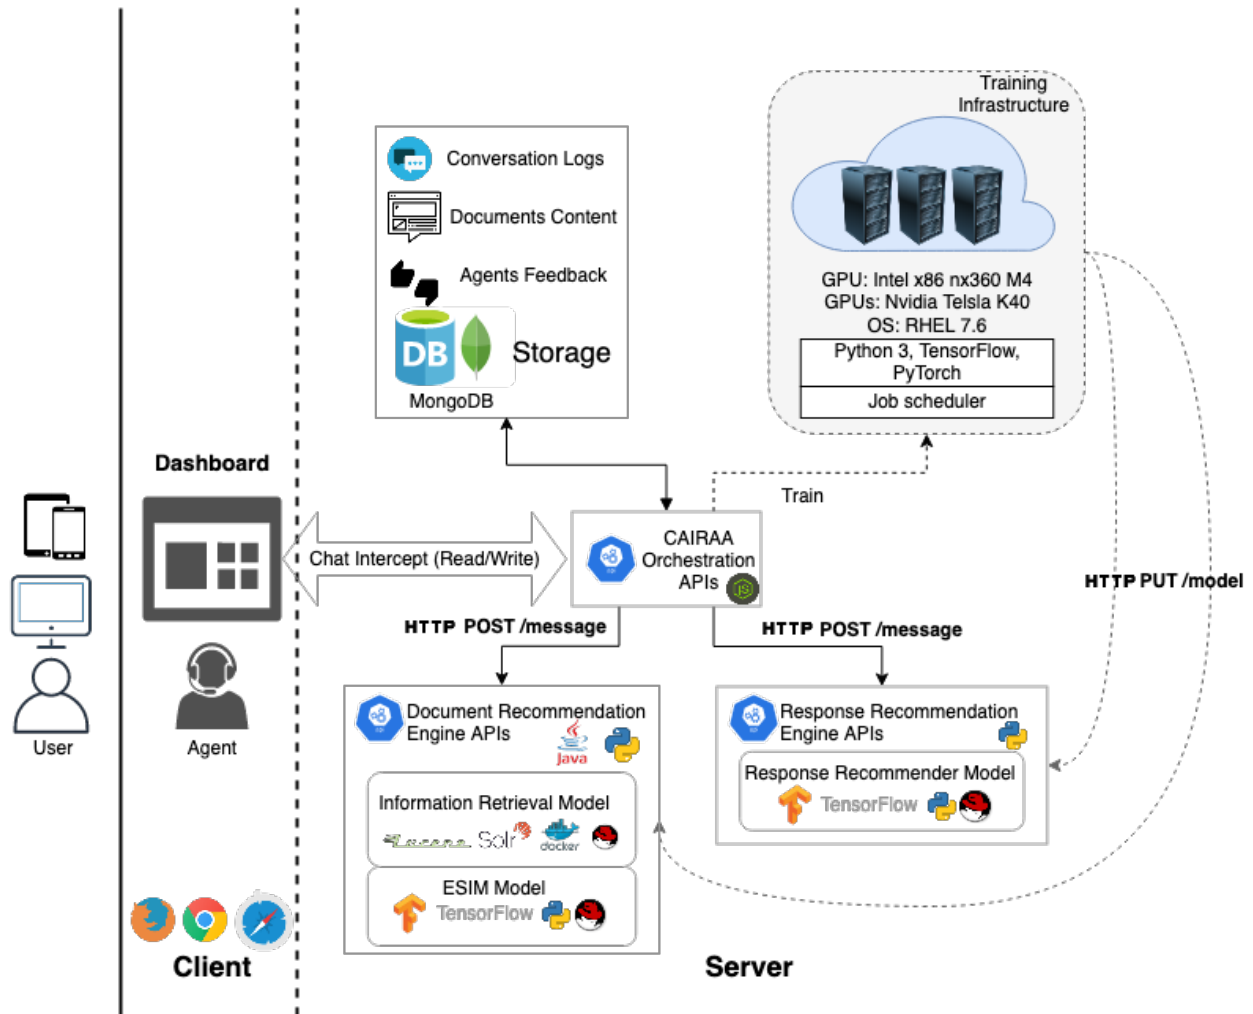 Training
Infrastructure
Conversation Logs
Documents Content
Agents Feedback
DB
Storage
MongoDB
GPU: Intel x86 nx360 M4
GPUs: Nvidia Telsla K40
OS: RHEL 7.6
Python 3, TensorFlow,
PyTorch
Job scheduler
Dashboard
Train
Chat Intercept (Read/Write)
CAIRAA
Orchestration
APIs
JS
HTTP PUT /model
HTTP POST /message
HTTP POST /message
User
Agent
Document Recommendation
Engine APIs
Java
Response Recommendation
Engine APIs
Response Recommender Model
TensorFlow
Information Retrieval Model
Lucene Solr docker
ESIM Model
TensorFlow
Client
Server